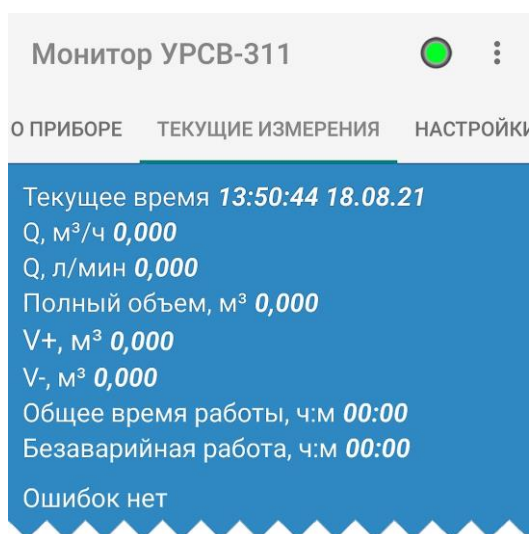 Монитор УРСВ-311
О ПРИБОРЕ ТЕКУЩИЕ ИЗМЕРЕНИЯ НАСТРОЙКИ
Текущее время 13:50:44 18.08.21
Q, м³/ч 0,000
Q, л/мин 0,000
Полный объем, м³ 0,000
V+, м³ 0,000
V-, м³ 0,000
Общее время работы, ч:м 00:00
Безаварийная работа, ч:м 00:00
Ошибок нет